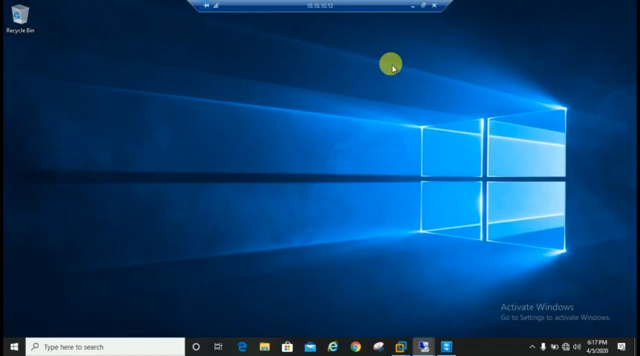 10.10.10.12
Recycle Bin
Activate Windows
Go to Settings to activate Windows.
Type here to search
6:17 PM
4/5/2020